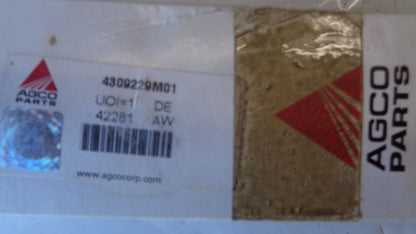 4309229M01
UOI=1 DE
42281 AW
AGCO
PARTS
www.agcocorp.com
AGCO
PARTS